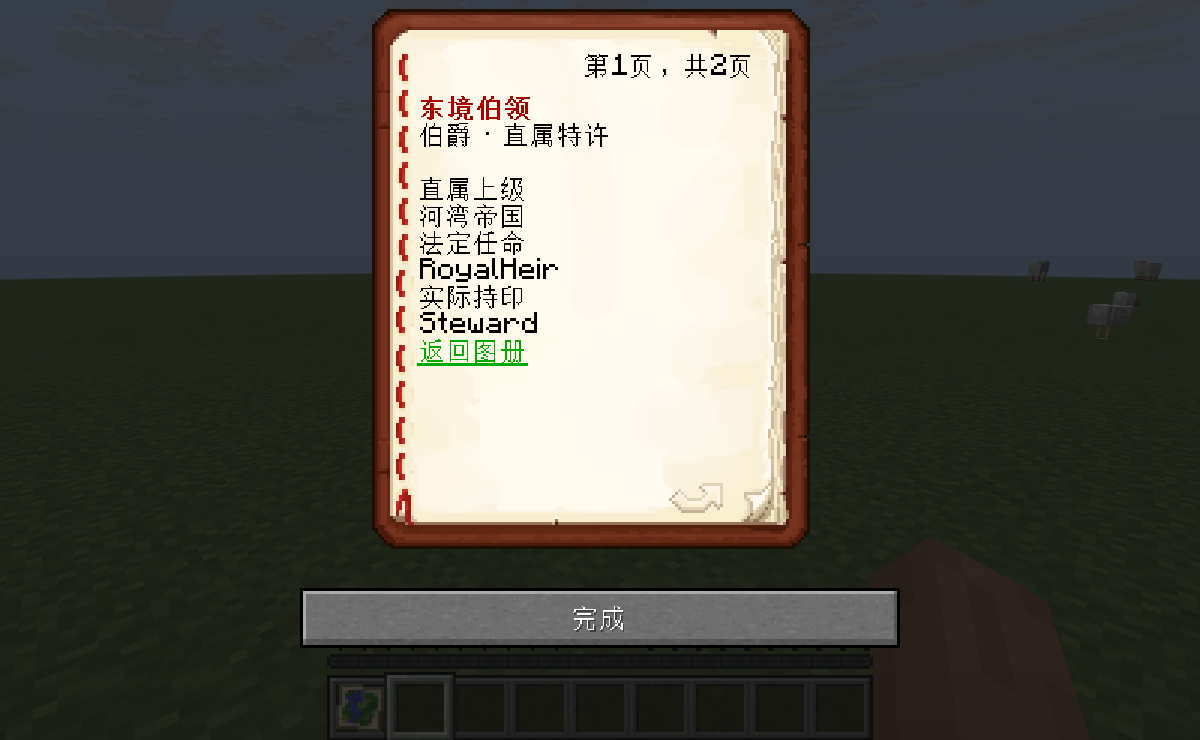 第1页，共2页
东境伯领
伯爵·直属特许
直属上级
河湾帝国
法定任命
RoyalHeir
实际持印
Steward
返回图册
完成